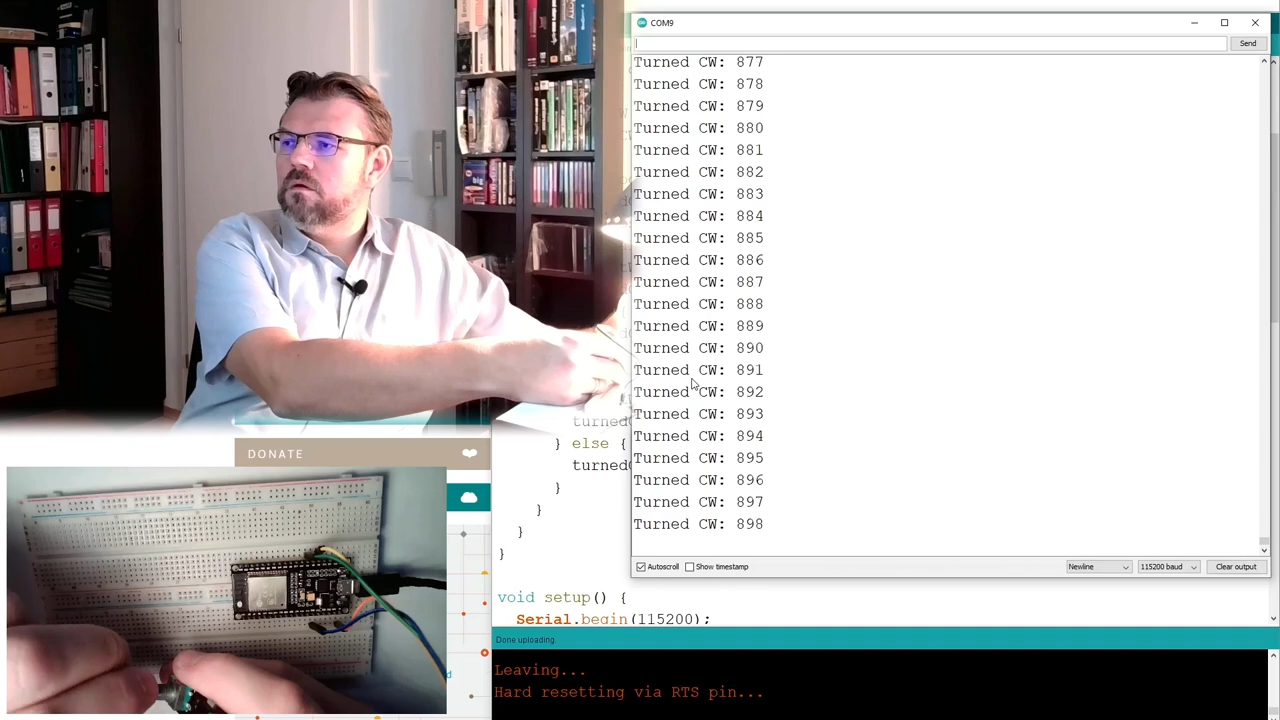 COM9
Send
Turned CW: 877
Turned CW: 878
Turned CW: 879
Turned CW: 880
Turned CW: 881
Turned CW: 882
Turned CW: 883
Turned CW: 884
Turned CW: 885
Turned CW: 886
Turned CW: 887
Turned CW: 888
Turned CW: 889
Turned CW: 890
Turned CW: 891
Turned CW: 892
Turned CW: 893
Turned CW: 894
Turned CW: 895
Turned CW: 896
Turned CW: 897
Turned CW: 898
Autoscroll Show timestamp Newline 115200 baud Clear output
DONATE
turned
} else {
turned
}
}
}
}
void setup() {
Serial.begin(115200);
Done uploading.
Leaving...
Hard resetting via RTS pin...
big